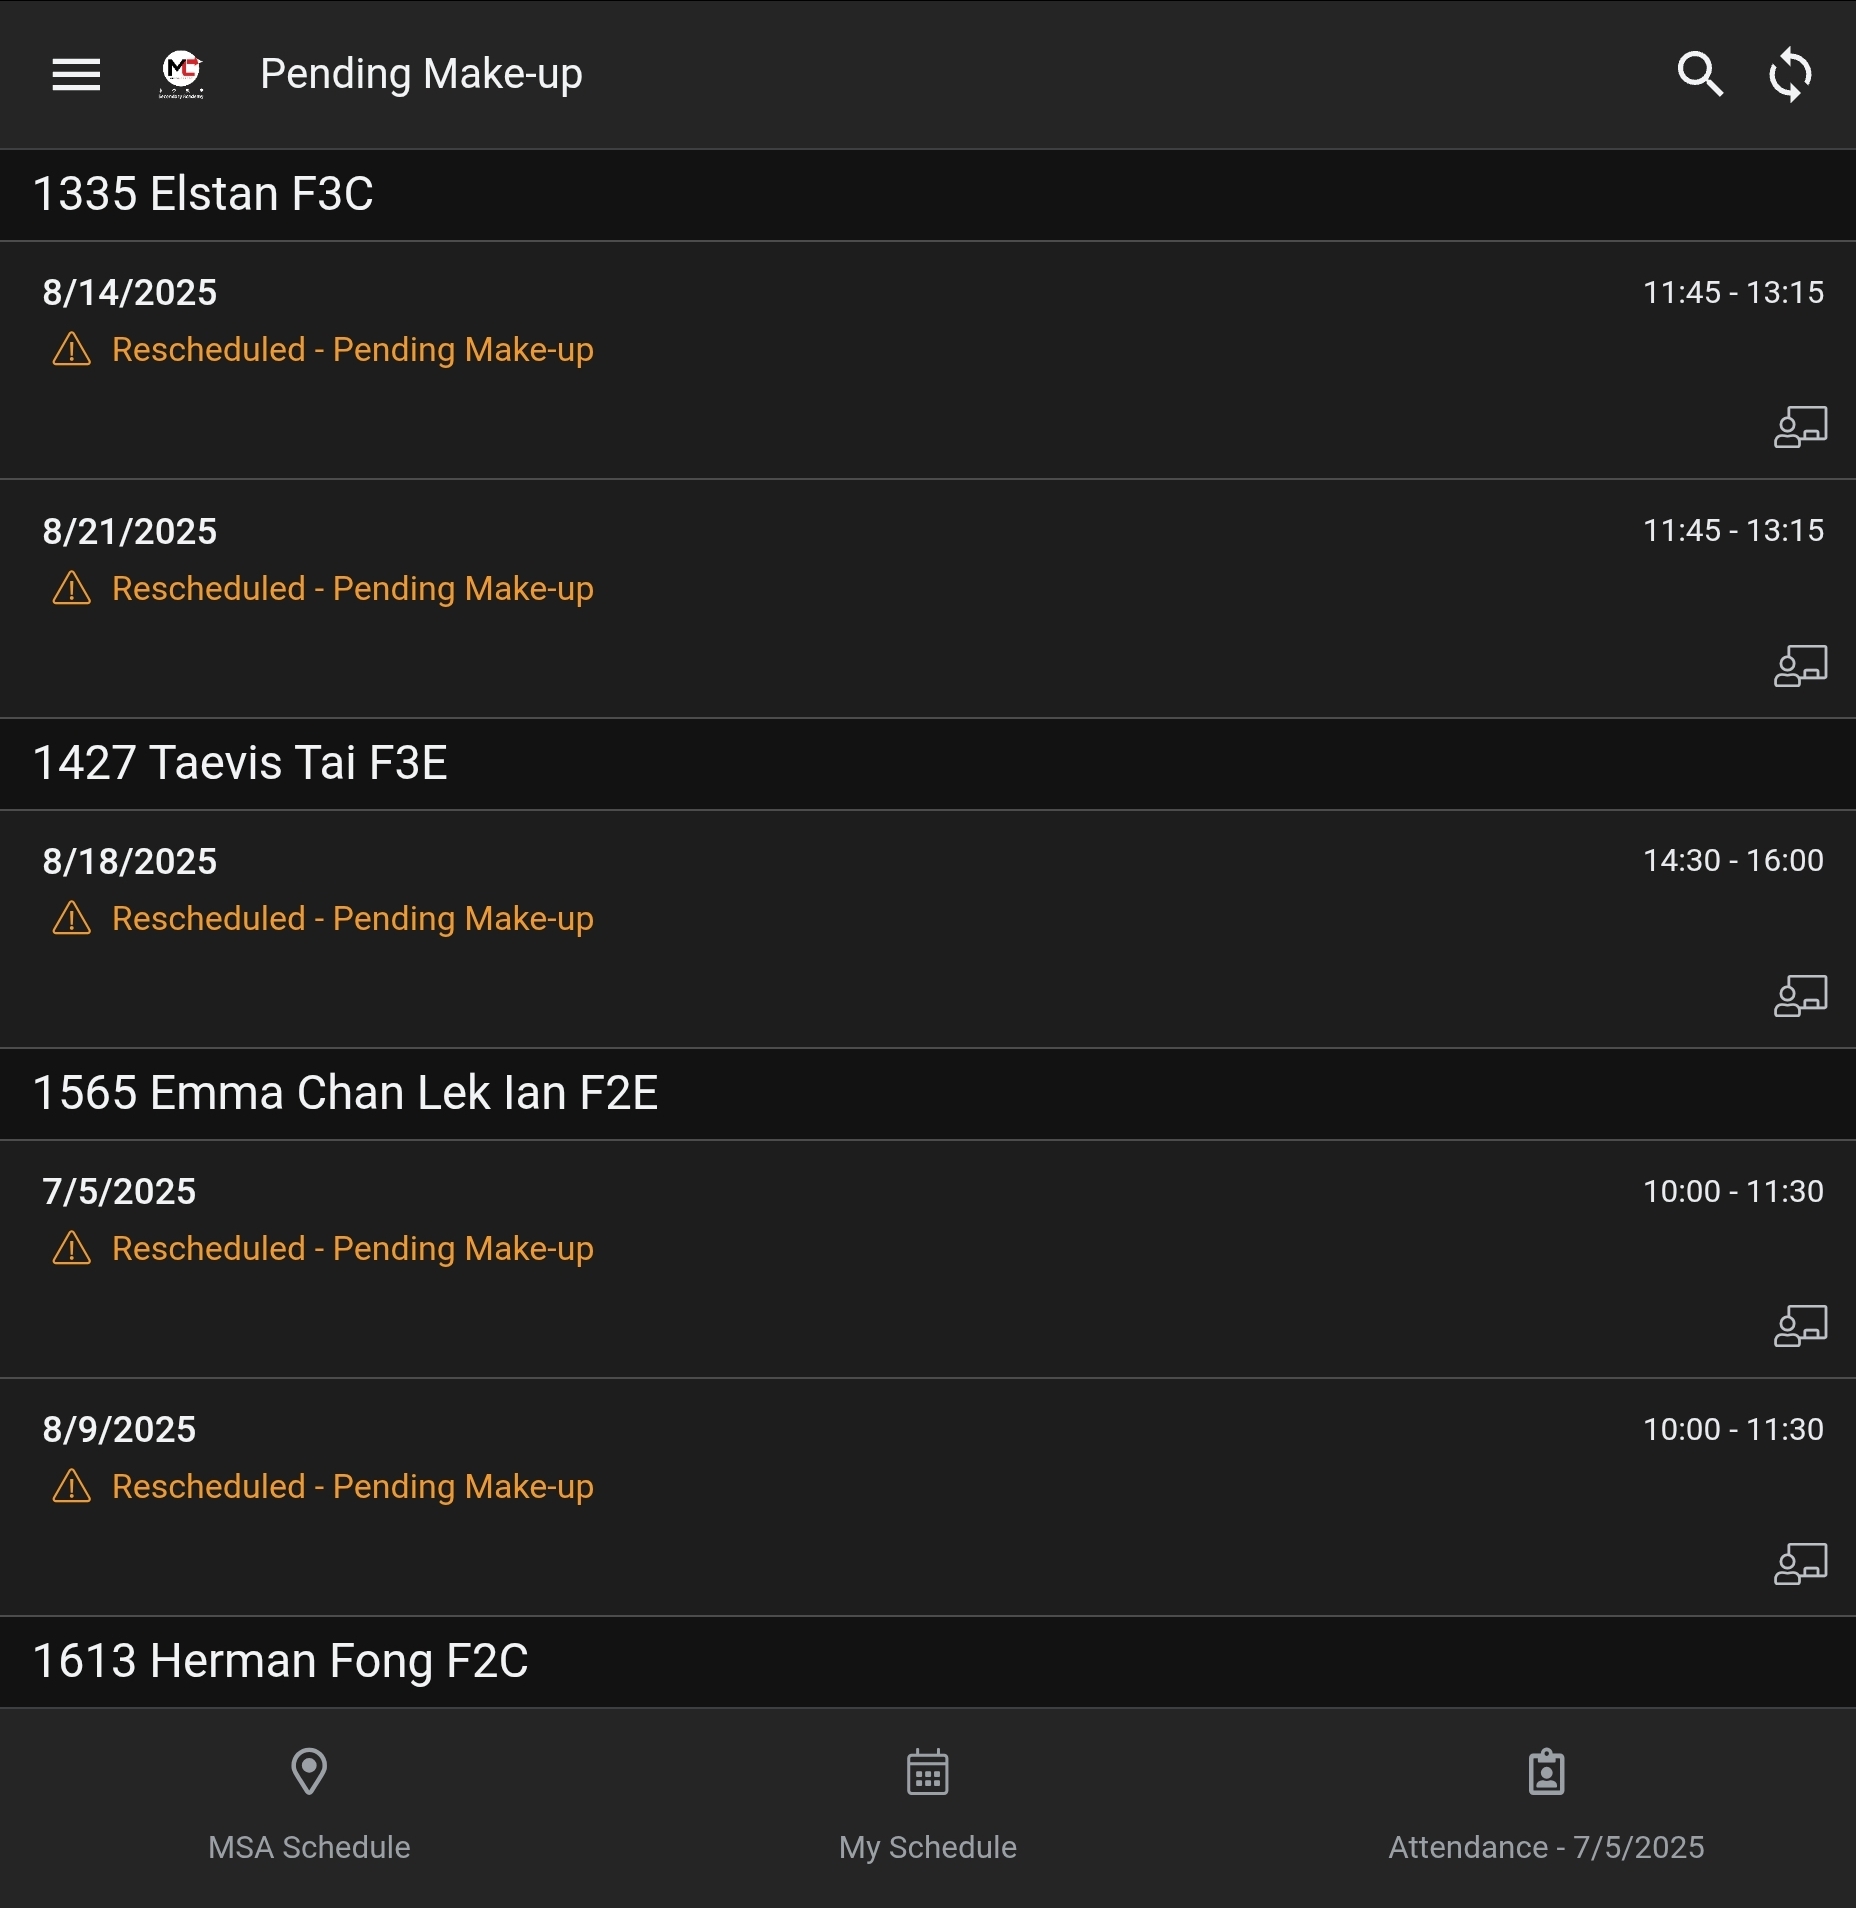 Pending Make-up
1335 Elstan F3C
8/14/2025
11:45 - 13:15
Rescheduled - Pending Make-up
8/21/2025
11:45 - 13:15
Rescheduled - Pending Make-up
1427 Taevis Tai F3E
8/18/2025
14:30 - 16:00
Rescheduled - Pending Make-up
1565 Emma Chan Lek Ian F2E
7/5/2025
10:00 - 11:30
Rescheduled - Pending Make-up
8/9/2025
10:00 - 11:30
Rescheduled - Pending Make-up
1613 Herman Fong F2C
MSA Schedule
My Schedule
Attendance - 7/5/2025